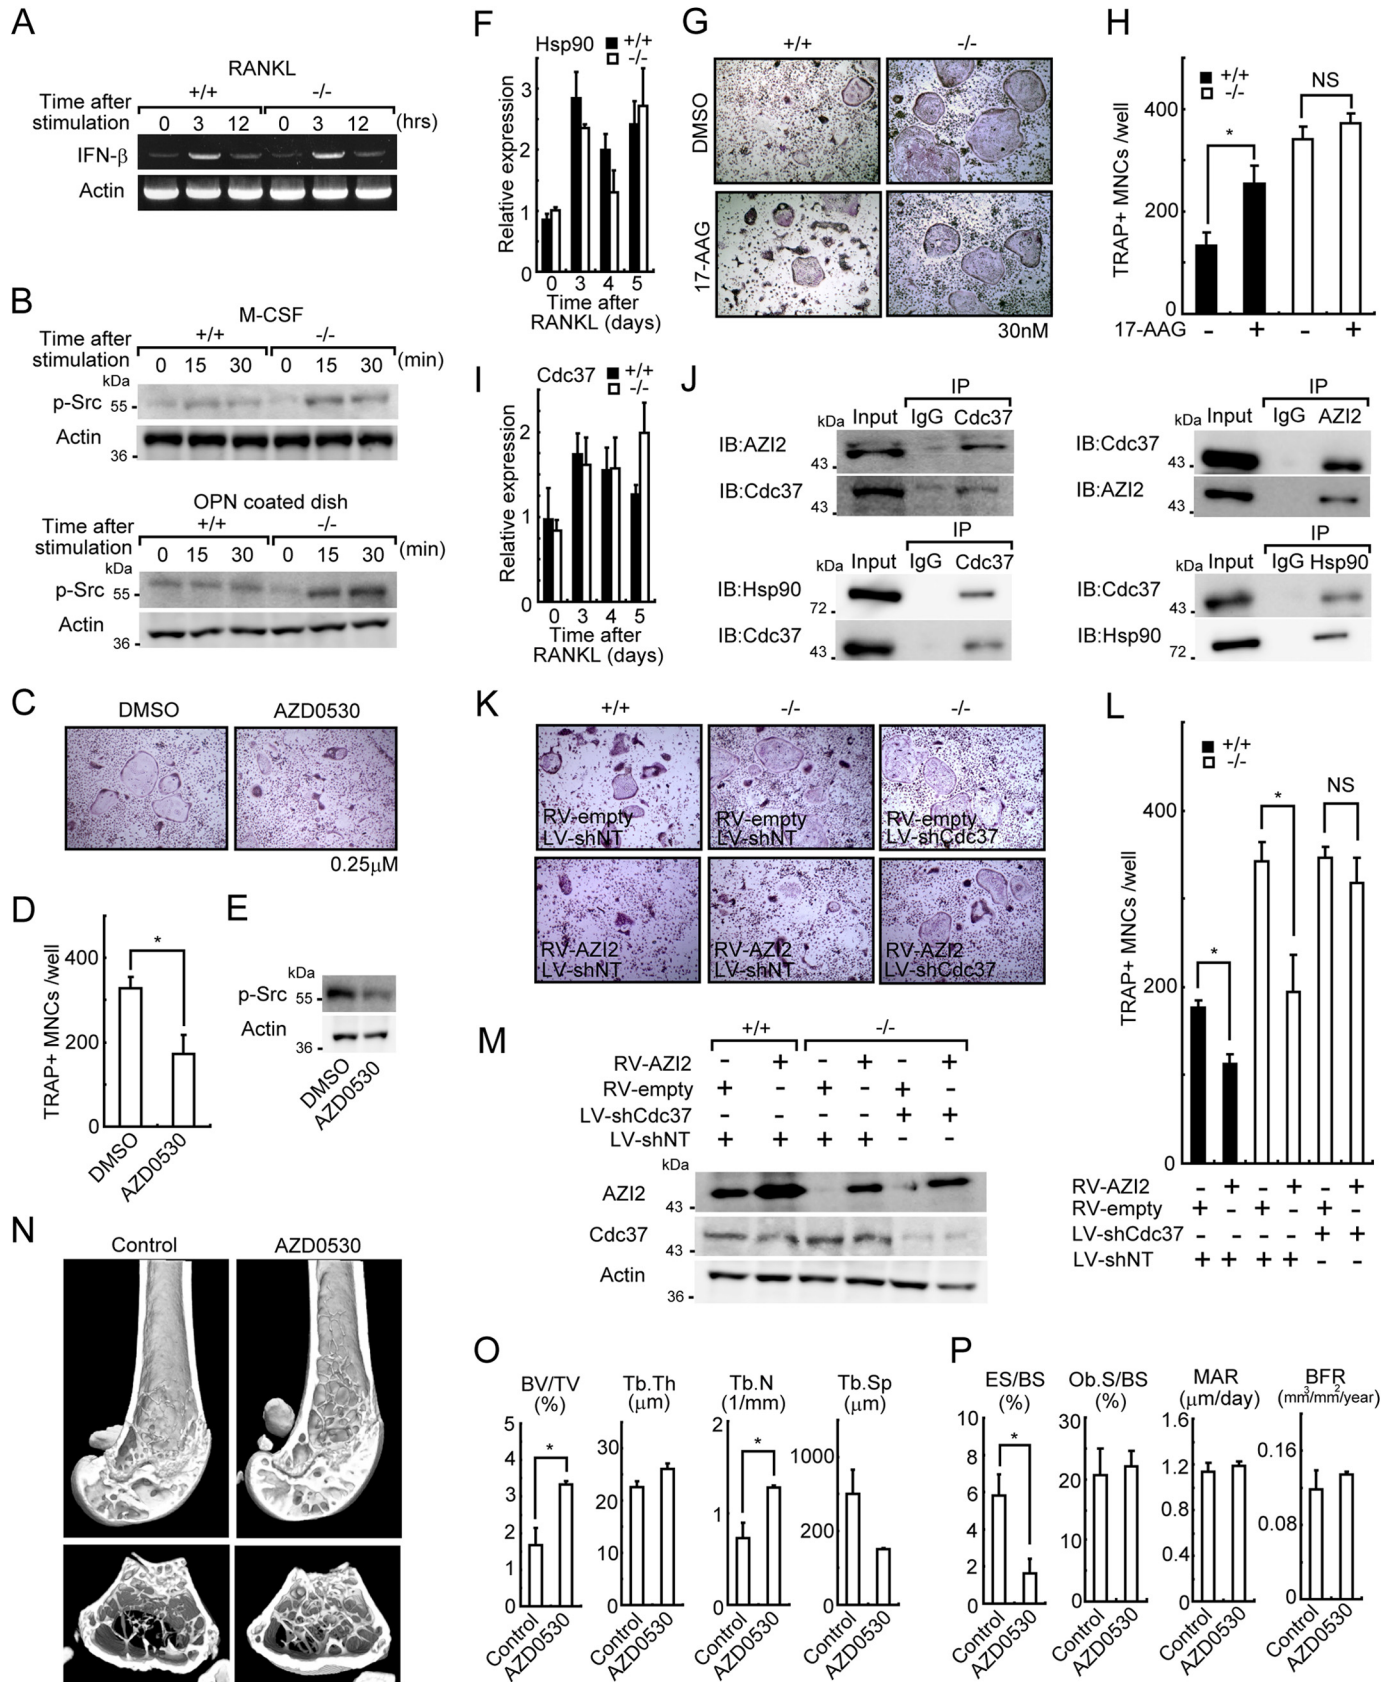 A
RANKL
Time after stimulation
+/+ -/-
0 3 12 0 3 12 (hrs)
IFN-β
Actin
B
M-CSF
Time after stimulation
+/+ -/-
0 15 30 0 15 30 (min)
kDa
p-Src 55
Actin
36
OPN coated dish
Time after stimulation
+/+ -/-
0 15 30 0 15 30 (min)
kDa
p-Src 55
Actin
36
C
DMSO AZD0530
0.25μM
D
TRAP+ MNCs /well
400
200
0
*
DMSO AZD0530
E
kDa
p-Src 55
Actin
36
DMSO AZD0530
F
Hsp90
+/+
-/-
Relative expression
3
2
1
0
0 3 4 5
Time after
RANKL (days)
G
+/+ -/-
DMSO
17-AAG
30nM
H
+/+
-/-
TRAP+ MNCs /well
400
200
0
* NS
17-AAG - + - +
I
Cdc37
+/+
-/-
Relative expression
2
1
0
0 3 4 5
Time after
RANKL (days)
J
IP
kDa Input IgG Cdc37
IB:AZI2
43
IB:Cdc37
43
IP
kDa Input IgG Cdc37
IB:Hsp90
72
IB:Cdc37
43
IP
kDa Input IgG AZI2
IB:Cdc37
43
IB:AZI2
43
IP
kDa Input IgG Hsp90
IB:Cdc37
43
IB:Hsp90
72
K
+/+ -/- -/-
RV-empty
LV-shNT
RV-empty
LV-shNT
RV-empty
LV-shCdc37
RV-AZI2
LV-shNT
RV-AZI2
LV-shNT
RV-AZI2
LV-shCdc37
L
+/+
-/-
TRAP+ MNCs /well
400
200
0
* * NS
RV-AZI2 - + - + - +
RV-empty + - + - + -
LV-shCdc37 - - - - + +
LV-shNT + + + + - -
M
+/+ -/-
RV-AZI2 - + - + - +
RV-empty + - + - + -
LV-shCdc37 - - - - + +
LV-shNT + + + + - -
kDa
AZI2
43
Cdc37
43
Actin
36
N
Control AZD0530
O
BV/TV
(%)
5
4
3
2
1
0
*
Control AZD0530
Tb.Th
(μm)
30
20
10
0
Control AZD0530
Tb.N
(1/mm)
2
1
0
*
Control AZD0530
Tb.Sp
(μm)
1000
200
0
Control AZD0530
P
ES/BS
(%)
10
8
6
4
2
0
*
Control AZD0530
Ob.S/BS
(%)
30
20
10
0
Control AZD0530
MAR
(μm/day)
1.6
1.2
0.8
0.4
0
Control AZD0530
BFR
(mm³/mm²/year)
0.16
0.08
0
Control AZD0530